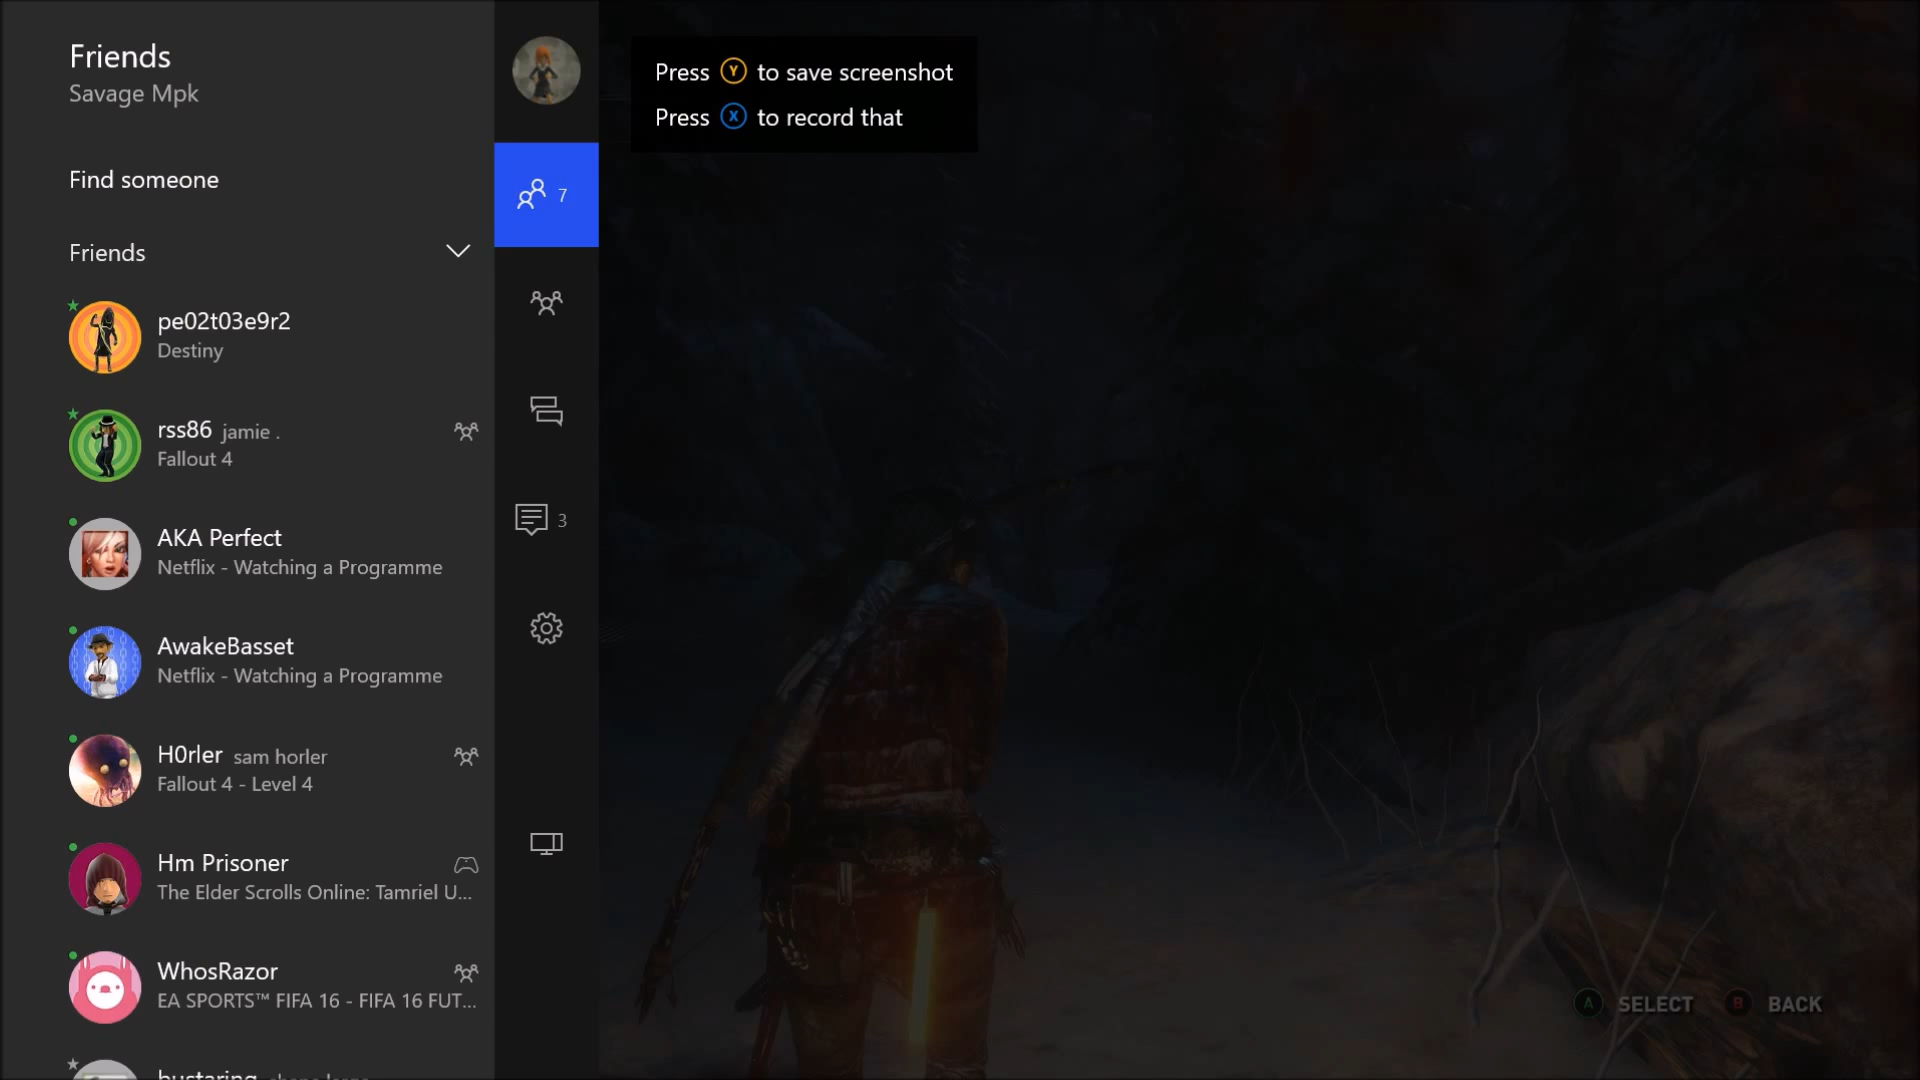 Friends
Savage Mpk
Find someone
Friends
pe02t03e9r2
Destiny
rss86 jamie .
Fallout 4
AKA Perfect
Netflix - Watching a Programme
AwakeBasset
Netflix - Watching a Programme
H0rler sam horler
Fallout 4 - Level 4
Hm Prisoner
The Elder Scrolls Online: Tamriel U...
WhosRazor
EA SPORTS™ FIFA 16 - FIFA 16 FUT...
7
3
Press Y to save screenshot
Press X to record that
A SELECT B BACK